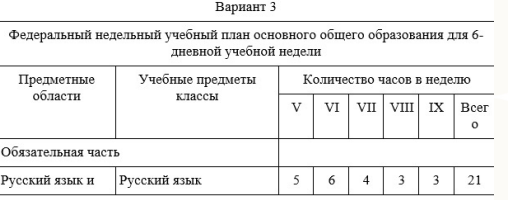 Вариант 3
Федеральный недельный учебный план основного общего образования для 6-
дневной учебной недели
Предметные области
Учебные предметы классы
Количество часов в неделю
V VI VII VIII IX Всего
Обязательная часть
Русский язык и Русский язык 5 6 4 3 3 21